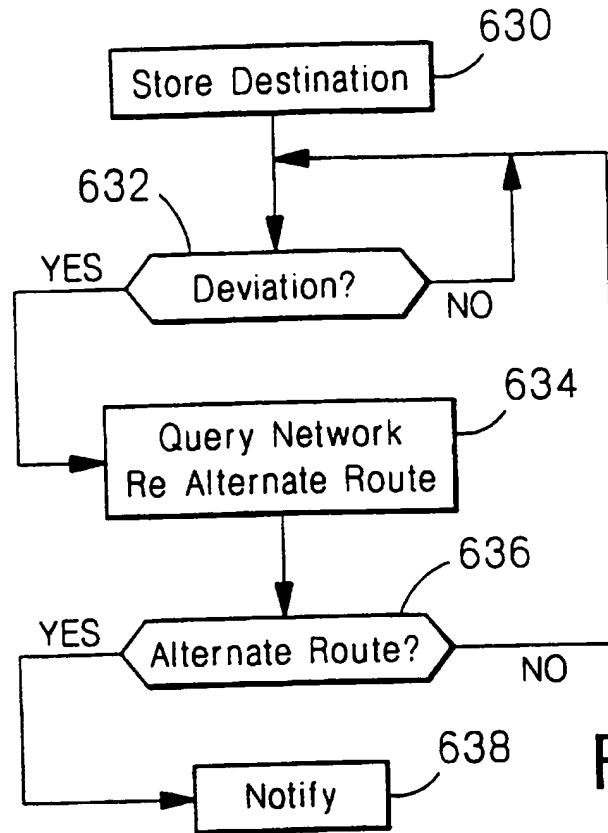 630
Store Destination
632
YES
Deviation?
NO
634
Query Network
Re Alternate Route
636
YES
Alternate Route?
NO
638
Notify
F